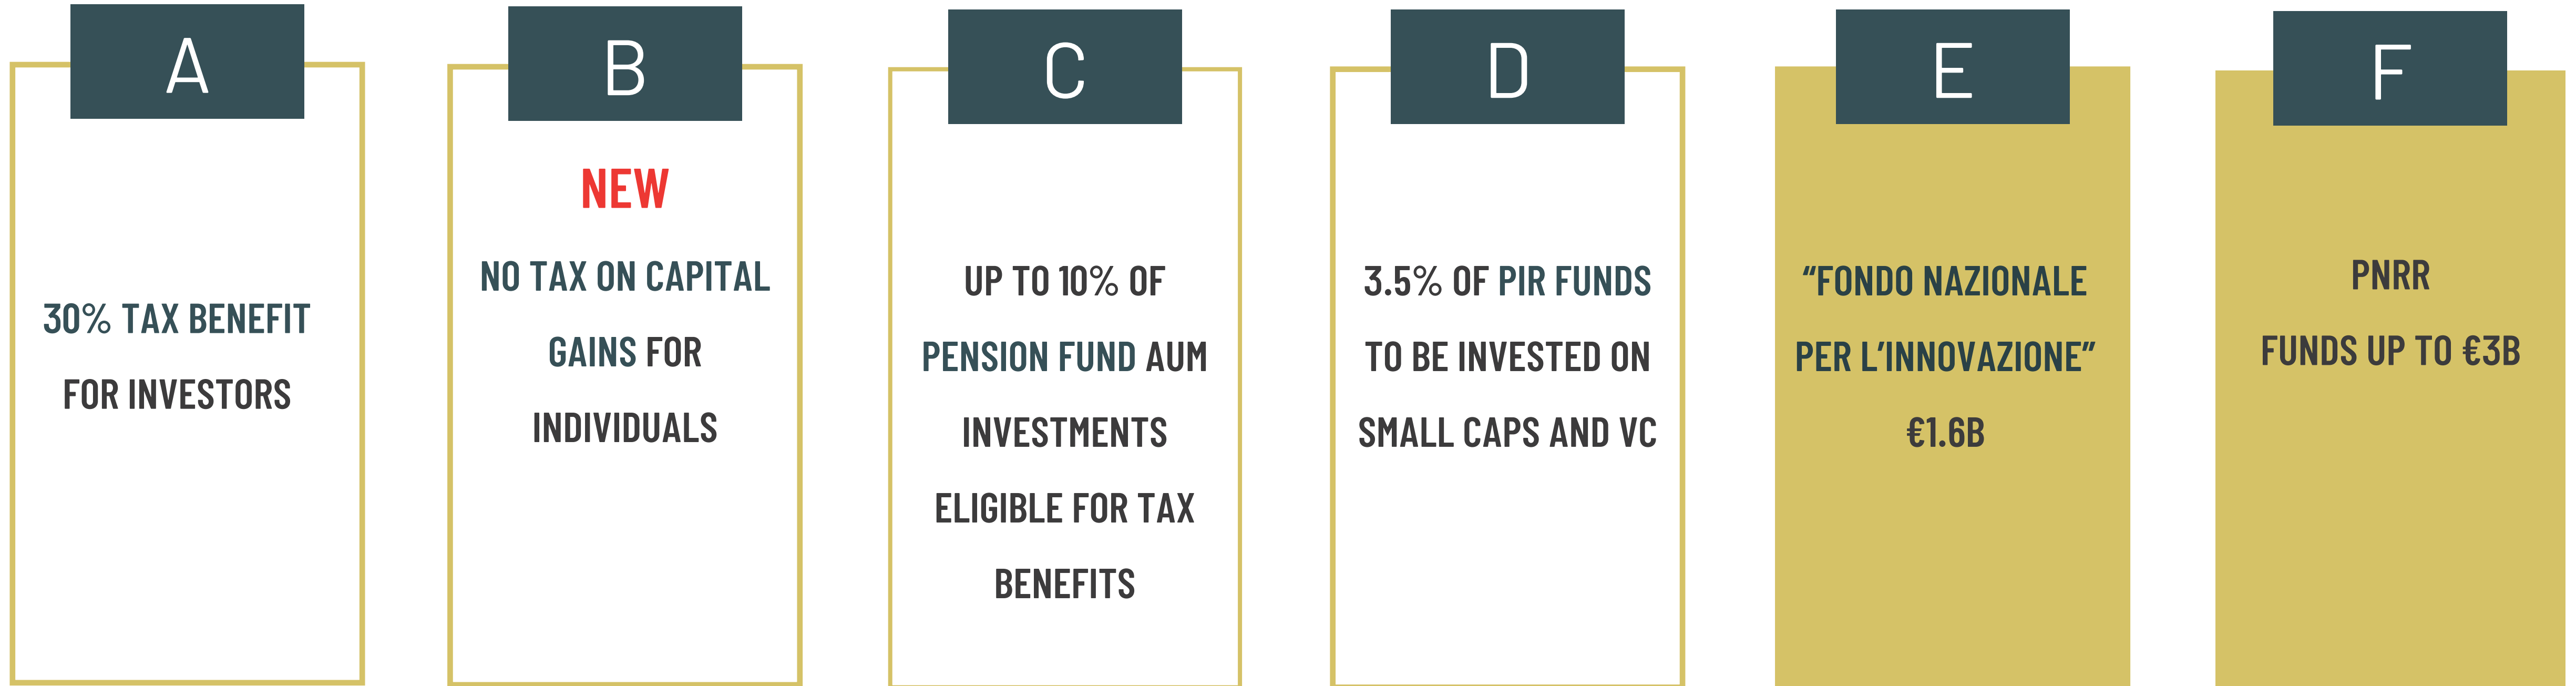 A
30% TAX BENEFIT
FOR INVESTORS
B
NEW
NO TAX ON CAPITAL
GAINS FOR
INDIVIDUALS
C
UP TO 10% OF
PENSION FUND AUM
INVESTMENTS
ELIGIBLE FOR TAX
BENEFITS
D
3.5% OF PIR FUNDS
TO BE INVESTED ON
SMALL CAPS AND VC
E
“FONDO NAZIONALE
PER L’INNOVAZIONE”
€1.6B
F
PNRR
FUNDS UP TO €3B